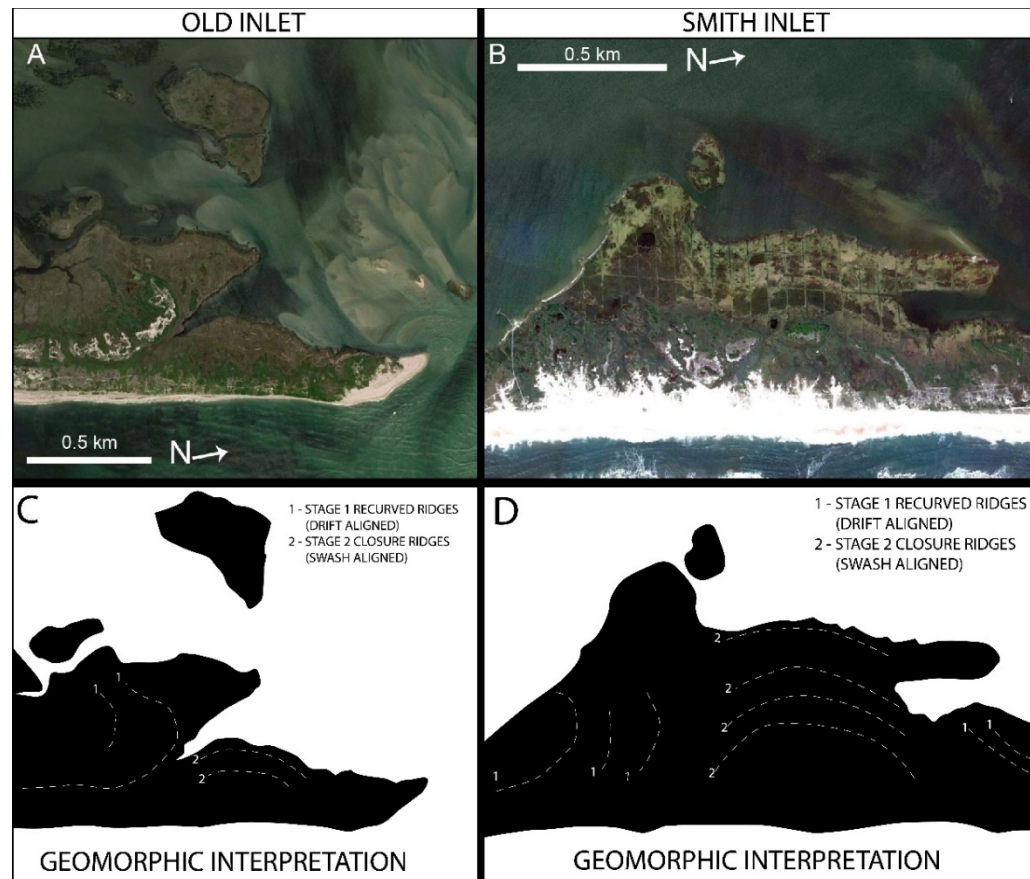 OLD INLET
SMITH INLET
A
0.5 km
N
B
0.5 km
N
C
1 - STAGE 1 RECURVED RIDGES
(DRIFT ALIGNED)
2 - STAGE 2 CLOSURE RIDGES
(SWASH ALIGNED)
1
1
2
2
GEOMORPHIC INTERPRETATION
D
1 - STAGE 1 RECURVED RIDGES
(DRIFT ALIGNED)
2 - STAGE 2 CLOSURE RIDGES
(SWASH ALIGNED)
2
2
2
2
1
1
1
1
GEOMORPHIC INTERPRETATION